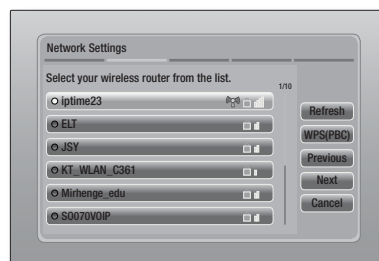 Network Settings
Select your wireless router from the list.
1/10
iptime23
ELT
JSY
KT_WLAN_C361
Mirhenge_edu
SO070VOIP
Refresh
WPS(PBC)
Previous
Next
Cancel